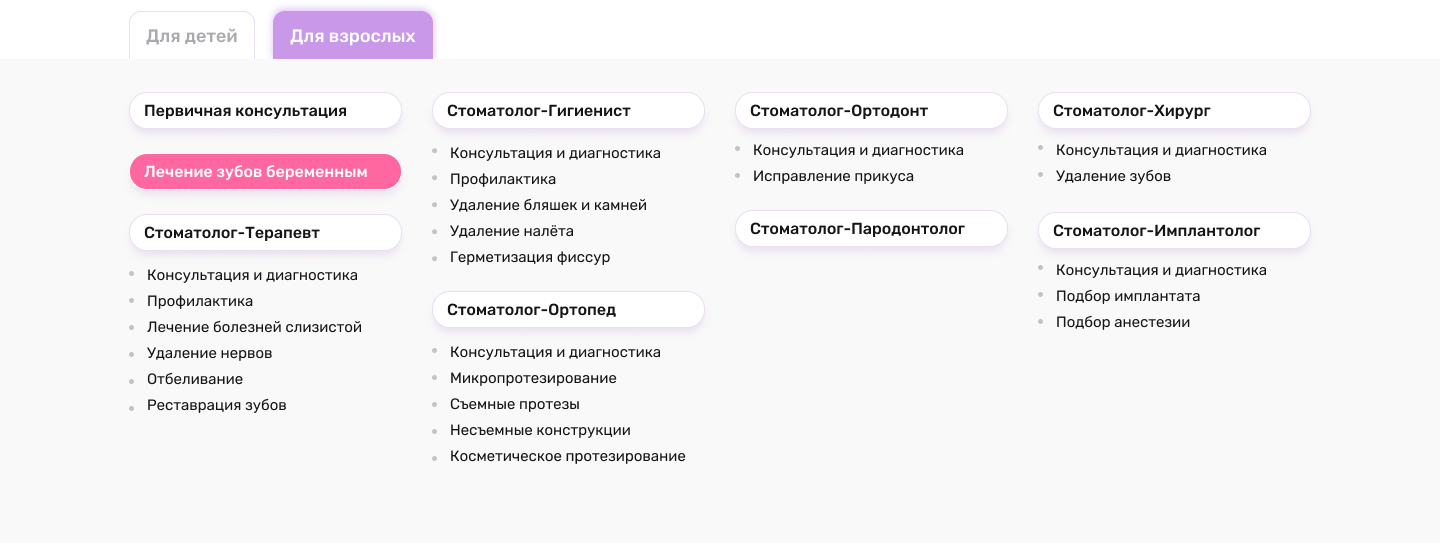 Для детей
Для взрослых
Первичная консультация
Лечение зубов беременным
Стоматолог-Терапевт
Консультация и диагностика
Профилактика
Лечение болезней слизистой
Удаление нервов
Отбеливание
Реставрация зубов
Стоматолог-Гигиенист
Консультация и диагностика
Профилактика
Удаление бляшек и камней
Удаление налёта
Герметизация фиссур
Стоматолог-Ортопед
Консультация и диагностика
Микропротезирование
Съемные протезы
Несъемные конструкции
Косметическое протезирование
Стоматолог-Ортодонт
Консультация и диагностика
Исправление прикуса
Стоматолог-Пародонтолог
Стоматолог-Хирург
Консультация и диагностика
Удаление зубов
Стоматолог-Имплантолог
Консультация и диагностика
Подбор имплантата
Подбор анестезии